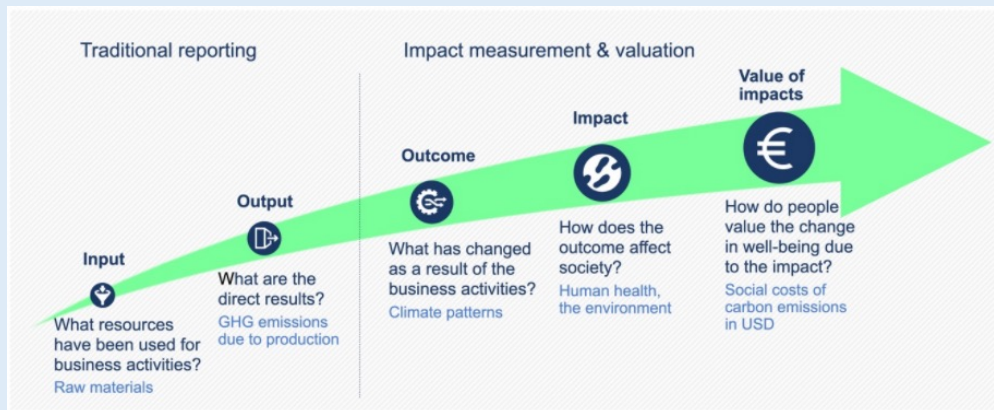 Traditional reporting
Impact measurement & valuation
Input
What resources
have been used for
business activities?
Raw materials
Output
What are the
direct results?
GHG emissions
due to production
Outcome
What has changed
as a result of the
business activities?
Climate patterns
Impact
How does the
outcome affect
society?
Human health,
the environment
Value of
impacts
€
How do people
value the change
in well-being due
to the impact?
Social costs of
carbon emissions
in USD